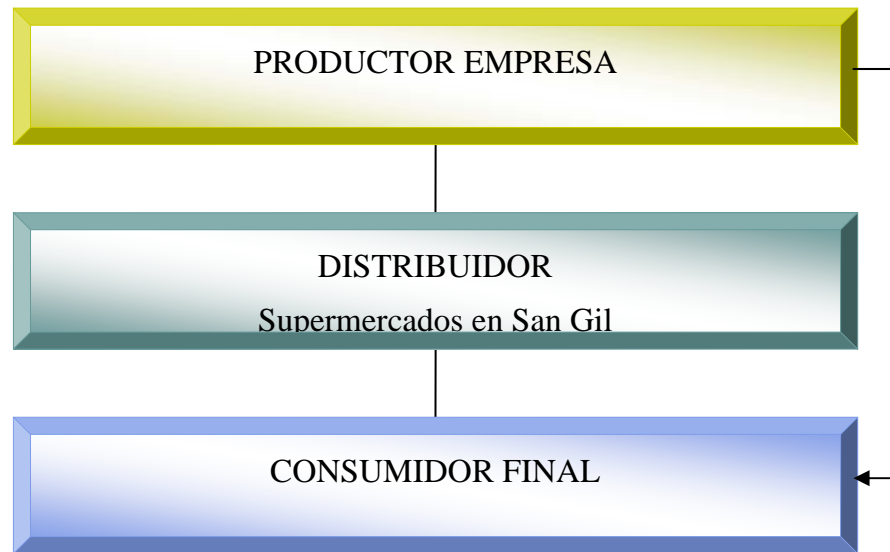 PRODUCTOR EMPRESA
DISTRIBUIDOR
Supermercados en San Gil
CONSUMIDOR FINAL